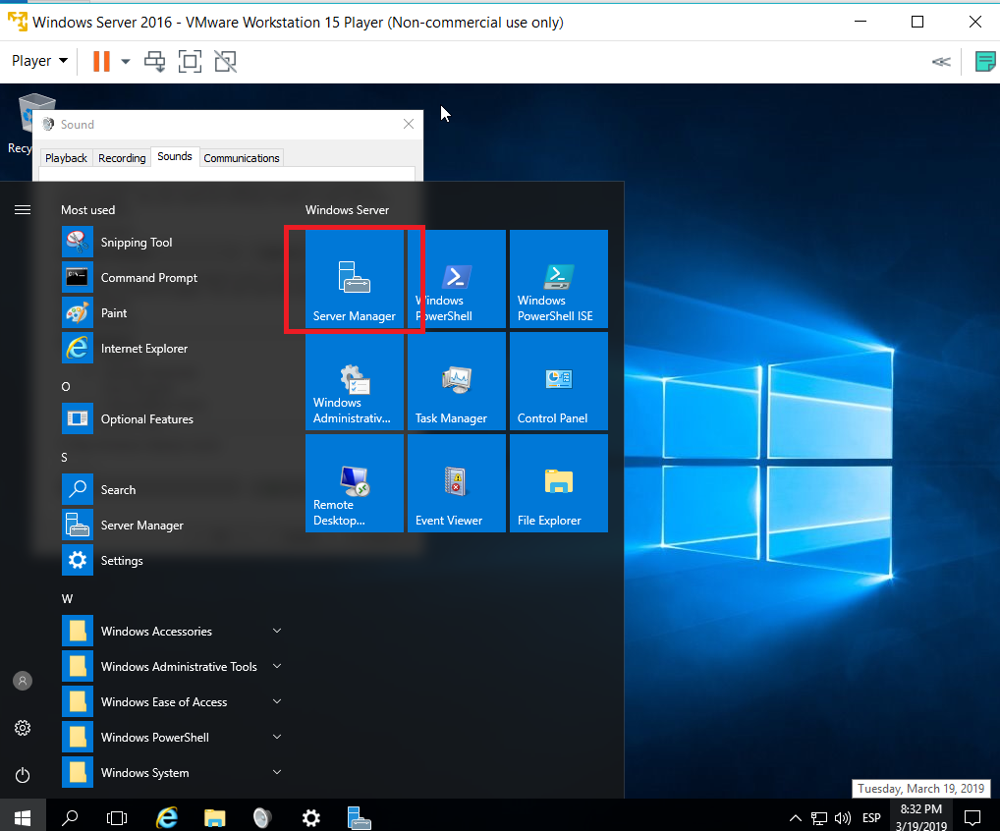 Windows Server 2016 - VMware Workstation 15 Player (Non-commercial use only)
Player
Recy
Sound
Playback Recording Sounds Communications
Most used
Snipping Tool
Command Prompt
Paint
Internet Explorer
O
Optional Features
S
Search
Server Manager
Settings
W
Windows Accessories
Windows Administrative Tools
Windows Ease of Access
Windows PowerShell
Windows System
Windows Server
Server Manager
Windows
PowerShell
Windows
PowerShell ISE
Windows
Administrativ...
Task Manager
Control Panel
Remote
Desktop...
Event Viewer
File Explorer
Tuesday, March 19, 2019
ESP
8:32 PM
3/19/2019